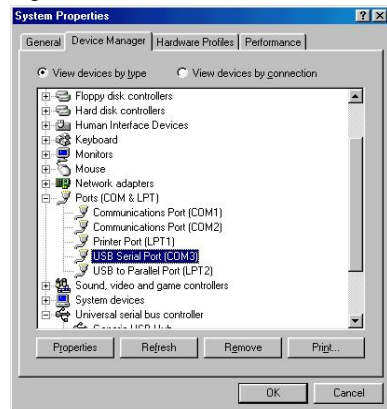 System Properties
General
Device Manager
Hardware Profiles
Performance
View devices by type
View devices by connection
Floppy disk controllers
Hard disk controllers
Human Interface Devices
Keyboard
Monitors
Mouse
Network adapters
Ports (COM & LPT)
Communications Port (COM1)
Communications Port (COM2)
Printer Port (LPT1)
USB Serial Port (COM3)
USB to Parallel Port (LPT2)
Sound, video and game controllers
System devices
Universal serial bus controller
Generic USB Hub
Properties
Refresh
Remove
Print...
OK
Cancel